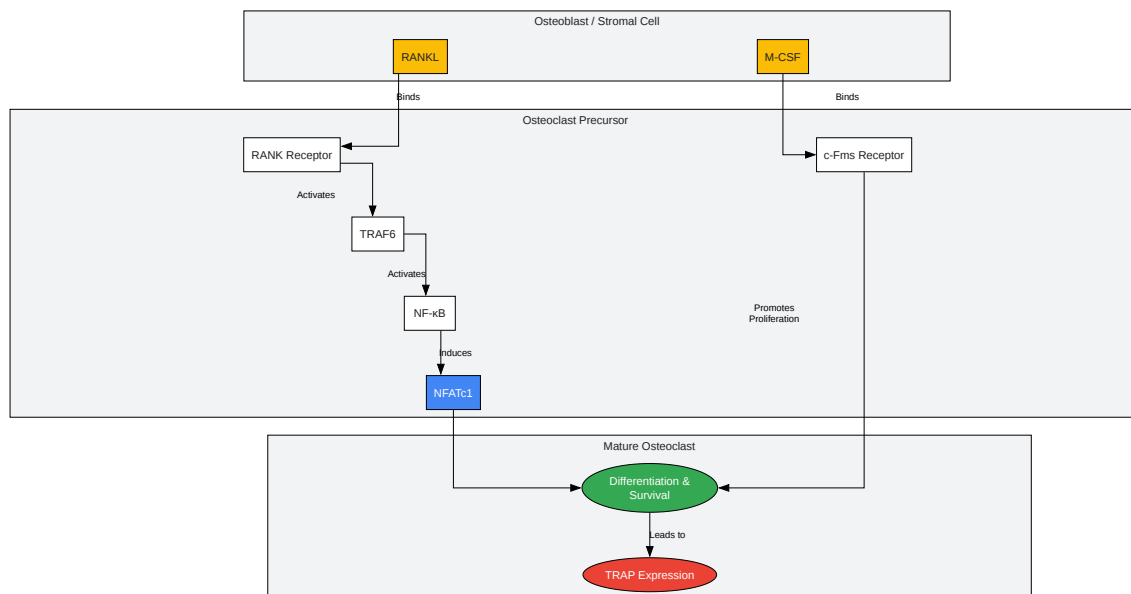 Osteoblast / Stromal Cell
RANKL
M-CSF
Binds
Binds
Osteoclast Precursor
RANK Receptor
c-Fms Receptor
Activates
TRAF6
Activates
NF-κB
Promotes
Proliferation
Induces
NFATc1
Mature Osteoclast
Differentiation &
Survival
Leads to
TRAP Expression